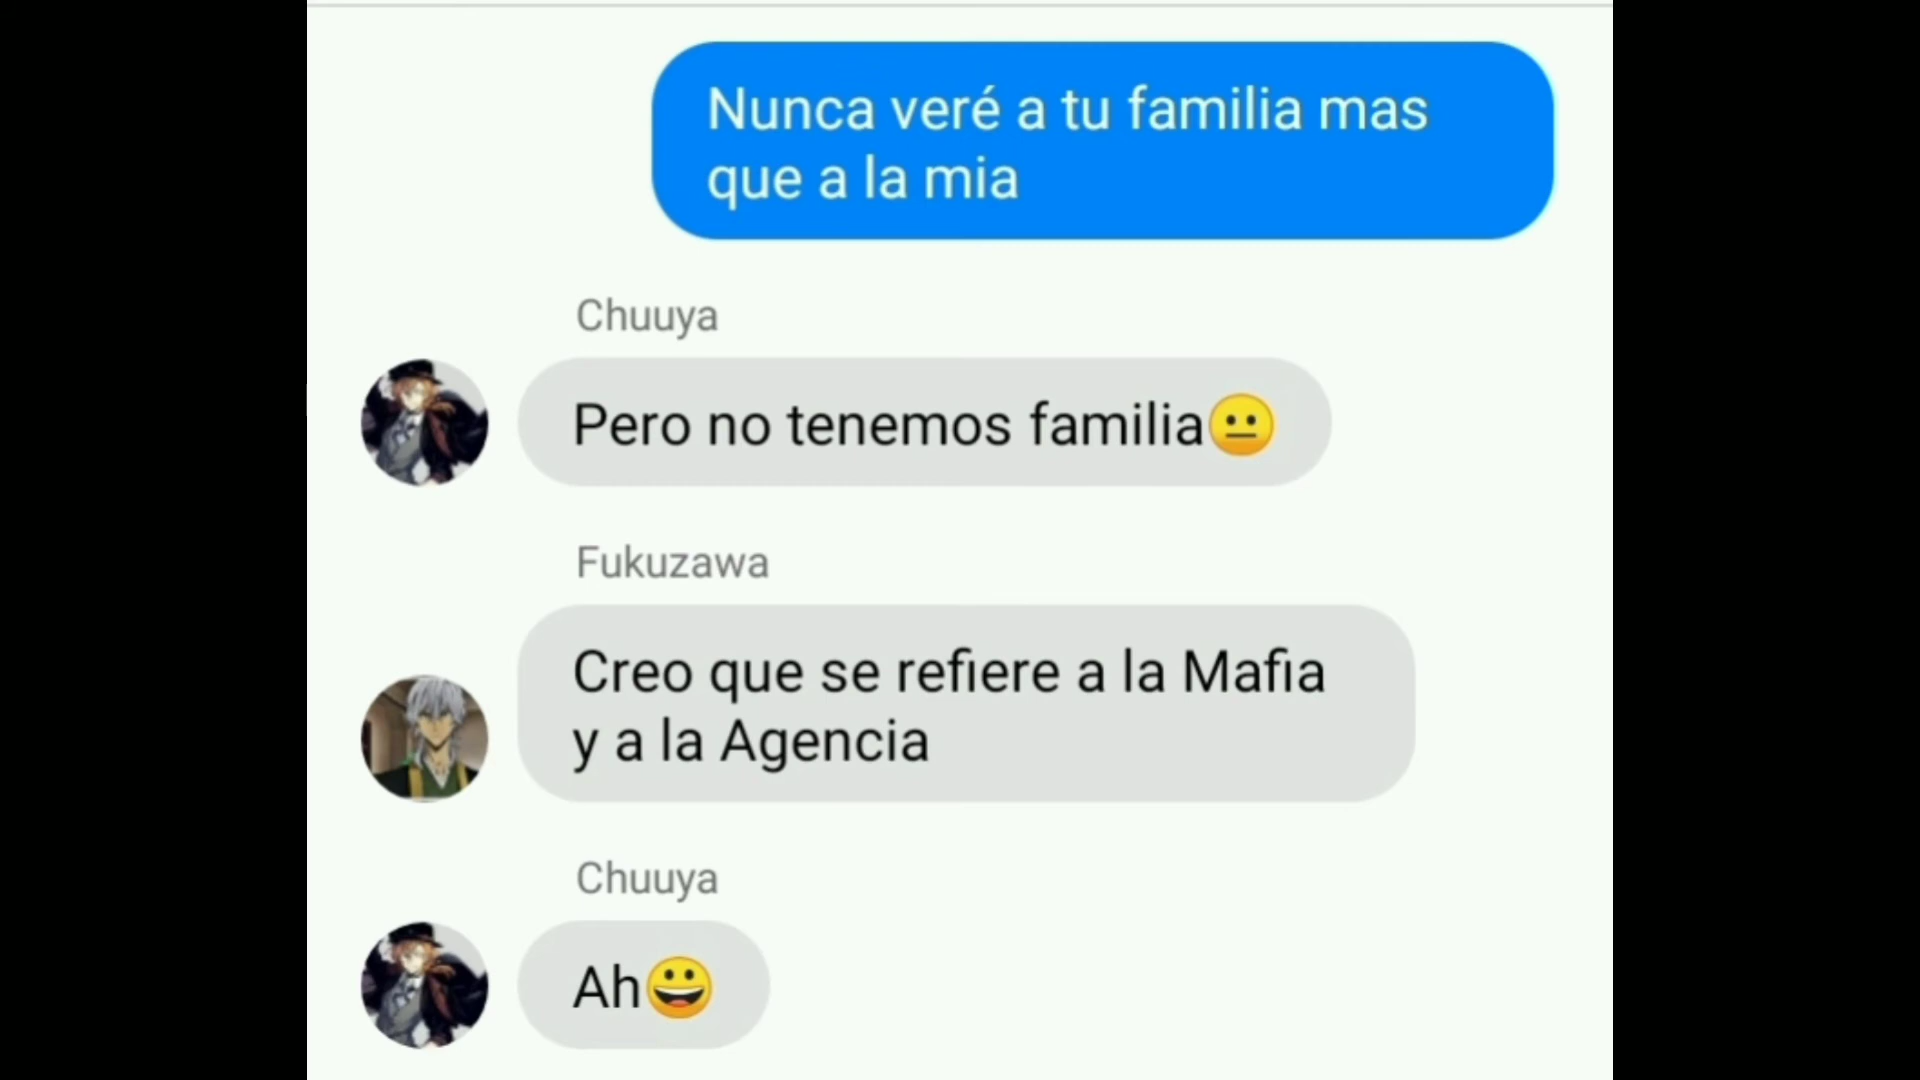 Nunca veré a tu familia mas
que a la mia
Chuuya
Pero no tenemos familia😐
Fukuzawa
Creo que se refiere a la Mafia
y a la Agencia
Chuuya
Ah😀